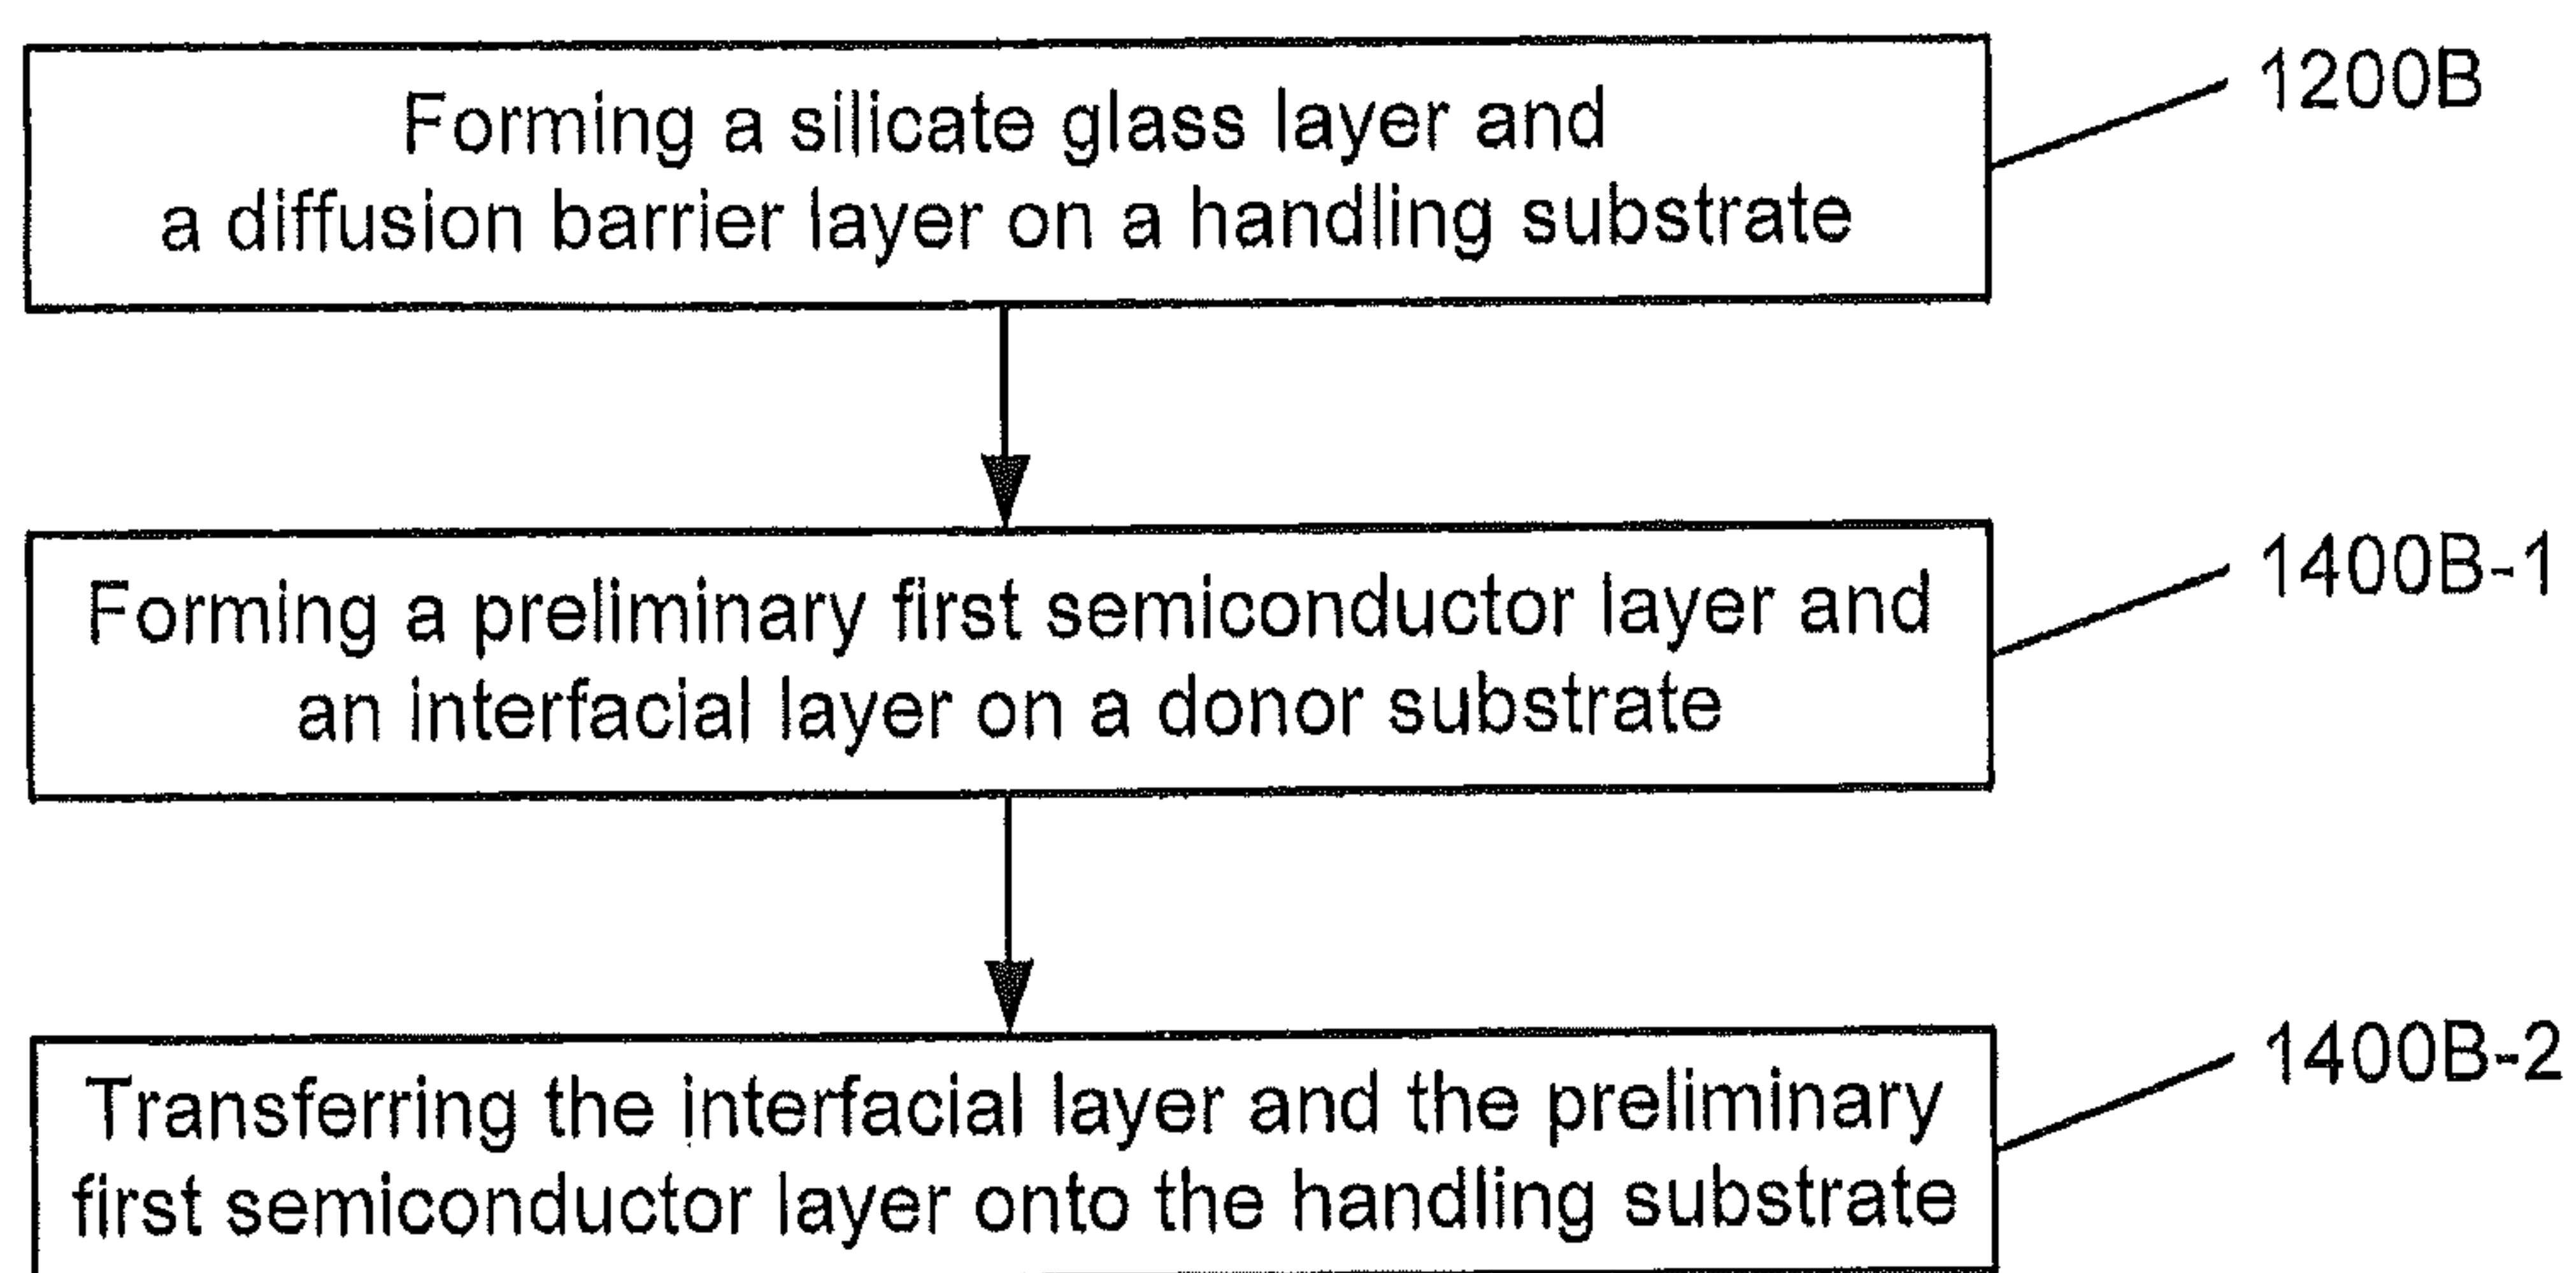 Forming a silicate glass layer and
a diffusion barrier layer on a handling substrate
1200B
Forming a preliminary first semiconductor layer and
an interfacial layer on a donor substrate
1400B-1
Transferring the interfacial layer and the preliminary
first semiconductor layer onto the handling substrate
1400B-2